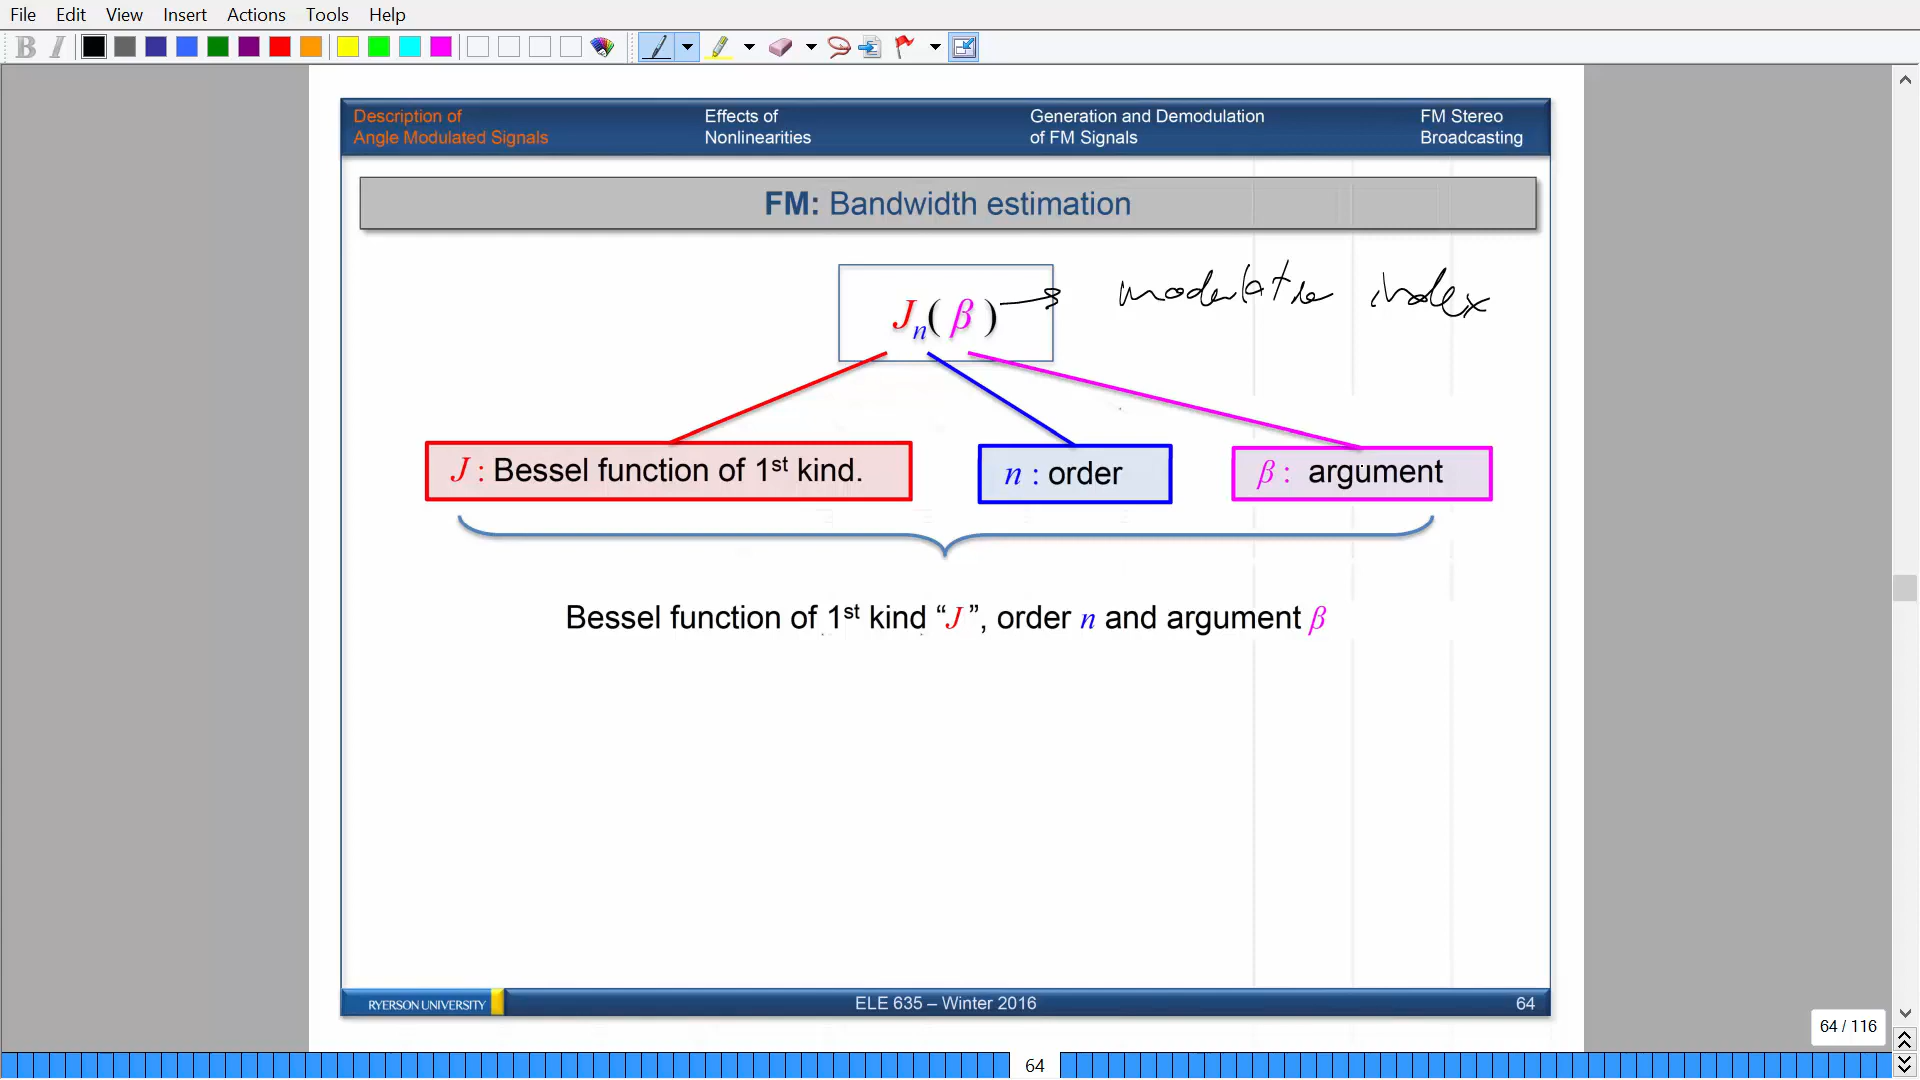 File Edit View Insert Actions Tools Help
B I
Description of
Angle Modulated Signals
Effects of
Nonlinearities
Generation and Demodulation
of FM Signals
FM Stereo
Broadcasting
FM: Bandwidth estimation
Jn( β ) modulation index
J : Bessel function of 1st kind.
n : order
β : argument
Bessel function of 1st kind “J ”, order n and argument β
RYERSON UNIVERSITY
ELE 635 – Winter 2016
64
64 / 116
64